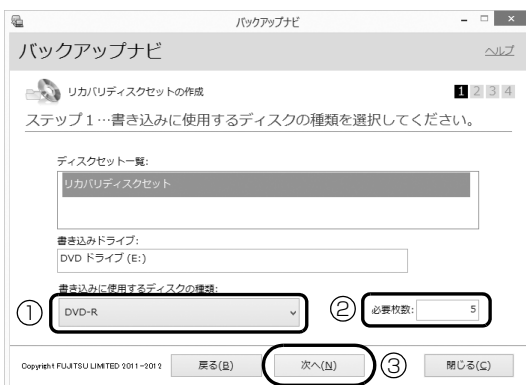 バックアップナビ
バックアップナビ
ヘルプ
リカバリディスクセットの作成
1 2 3 4
ステップ1…書き込みに使用するディスクの種類を選択してください。
ディスクセット一覧:
リカバリディスクセット
書き込みドライブ:
DVD ドライブ (E:)
書き込みに使用するディスクの種類:
① DVD-R
② 必要枚数: 5
Copyright FUJITSU LIMITED 2011-2012 戻る(B) 次へ(N) ③ 閉じる(C)